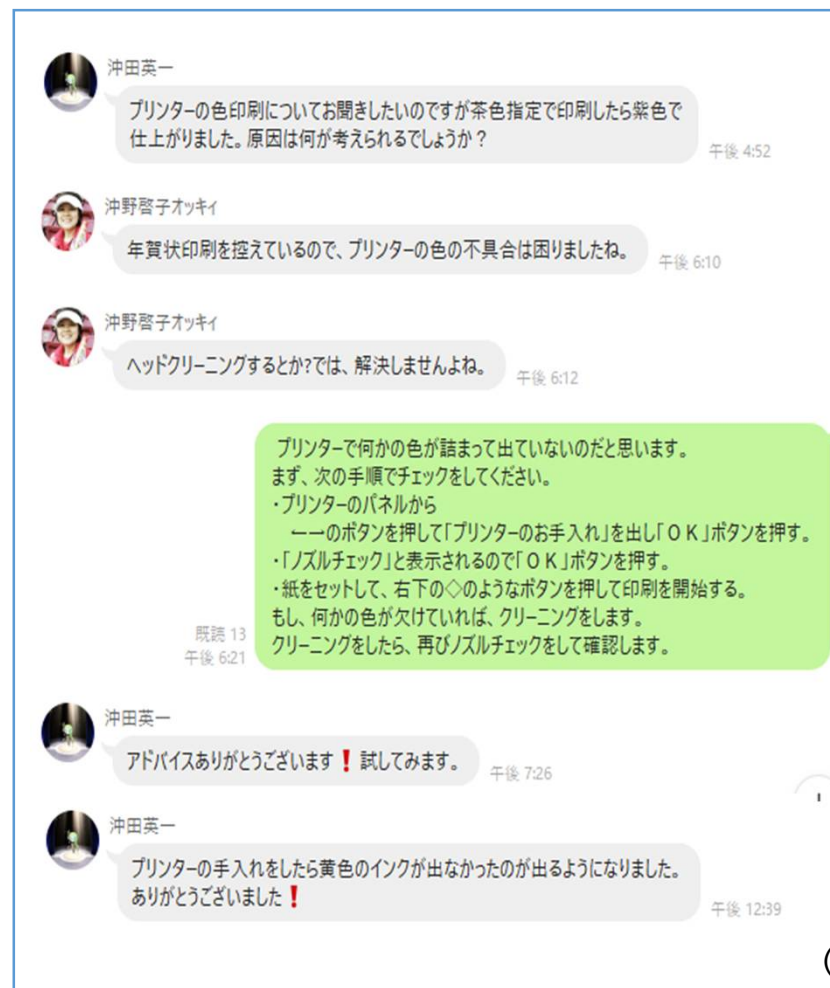 沖田英一
プリンターの色印刷についてお聞きしたいのですが茶色指定で印刷したら紫色で
仕上がりました。原因は何が考えられるでしょうか?
午後 4:52
沖野啓子オッキィ
年賀状印刷を控えているので、プリンターの色の不具合は困りましたね。
午後 6:10
沖野啓子オッキィ
ヘッドクリーニングするとか?では、解決しませんよね。
午後 6:12
プリンターで何かの色が詰まって出ていないのだと思います。
まず、次の手順でチェックをしてください。
・プリンターのパネルから
←→のボタンを押して「プリンターのお手入れ」を出し「OK」ボタンを押す。
・「ノズルチェック」と表示されるので「OK」ボタンを押す。
・紙をセットして、右下の◇のようなボタンを押して印刷を開始する。
もし、何かの色が欠けていれば、クリーニングをします。
クリーニングをしたら、再びノズルチェックをして確認します。
既読 13
午後 6:21
沖田英一
アドバイスありがとうございます❗試してみます。
午後 7:26
沖田英一
プリンターの手入れをしたら黄色のインクが出なかったのが出るようになりました。
ありがとうございました❗
午後 12:39